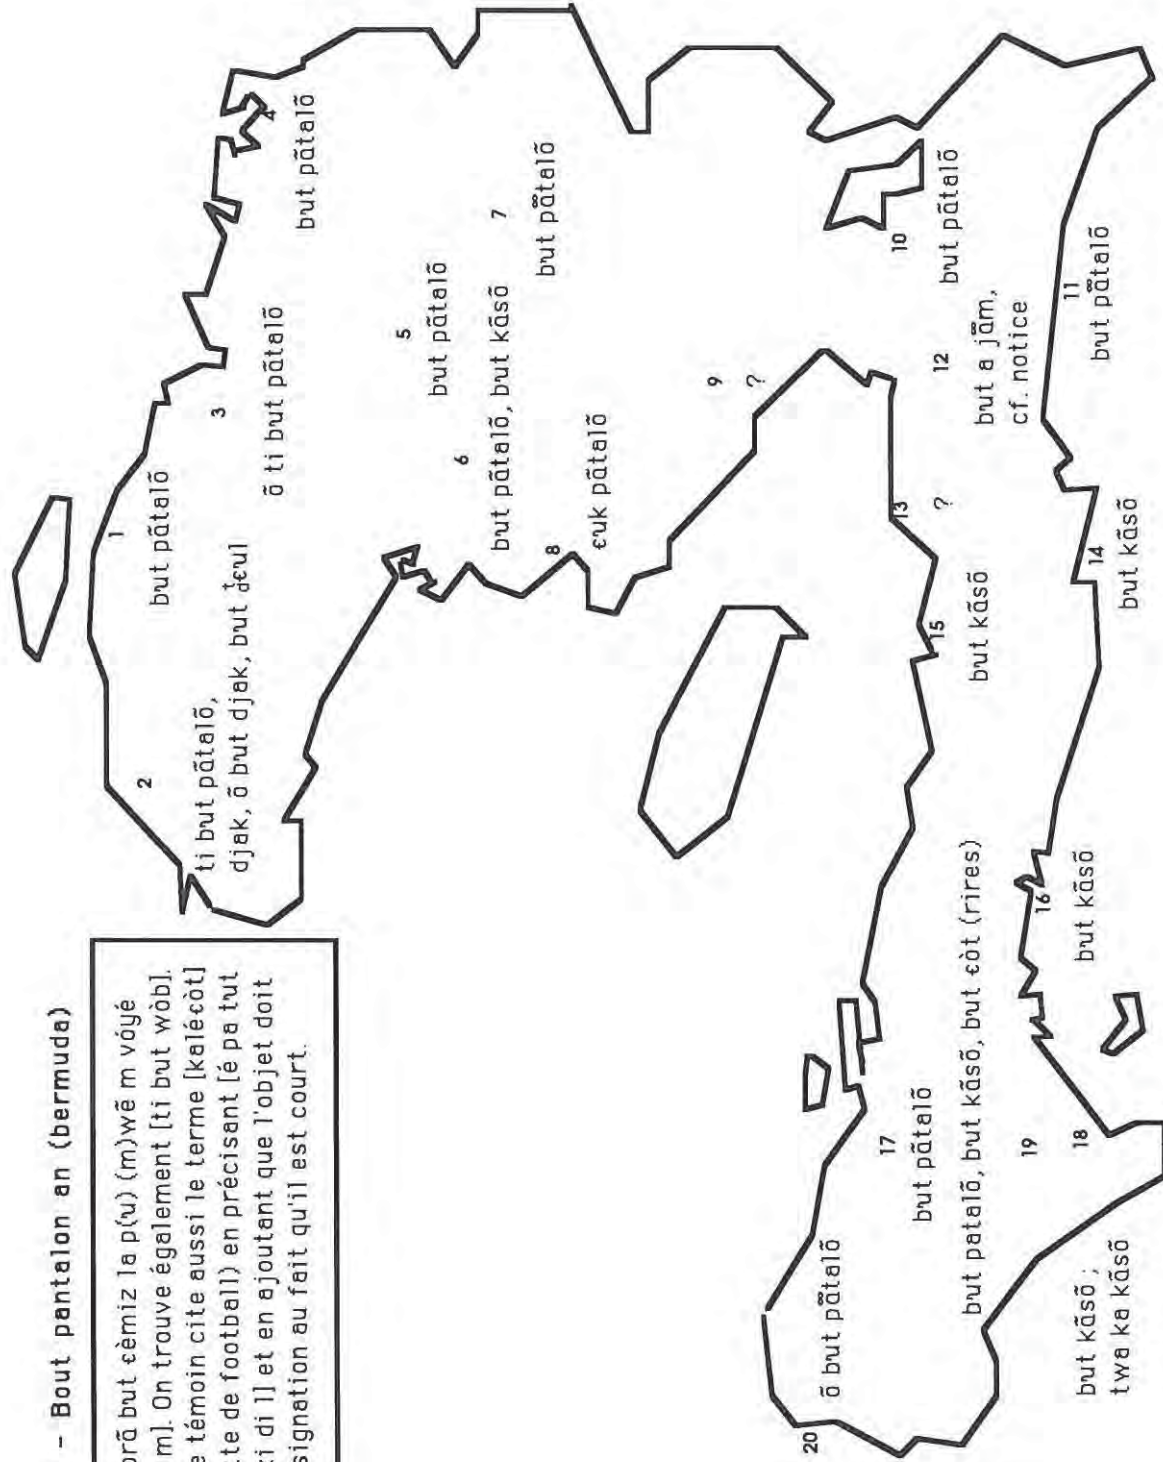 – Bout pantalon an (bermuda)
prã but ɛèmiz la p(u) (m)wẽ m vóyé
m]. On trouve également [ti but wòb].
témoin cite aussi le terme [kaléɛòt]
te de football) en précisant [é pa tut
ki di l] et en ajoutant que l'objet doit
signation au fait qu'il est court.
1
but pãtalõ
2
ti but pãtalõ,
djak, õ but djak, but dɛul
3
õ ti but pãtalõ
4
but pãtalõ
5
but pãtalõ
6
but pãtalõ, but kãsõ
7
but pãtalõ
8
ɛuk pãtalõ
9
?
10
but pãtalõ
12
but a jãm,
cf. notice
11
but pãtalõ
13
?
14
but kãsõ
15
but kãsõ
16
but kãsõ
17
but pãtalõ
but patalõ, but kãsõ, but ɛòt (rires)
19
18
but kãsõ ;
twa ka kãsõ
20
õ but pãtalõ